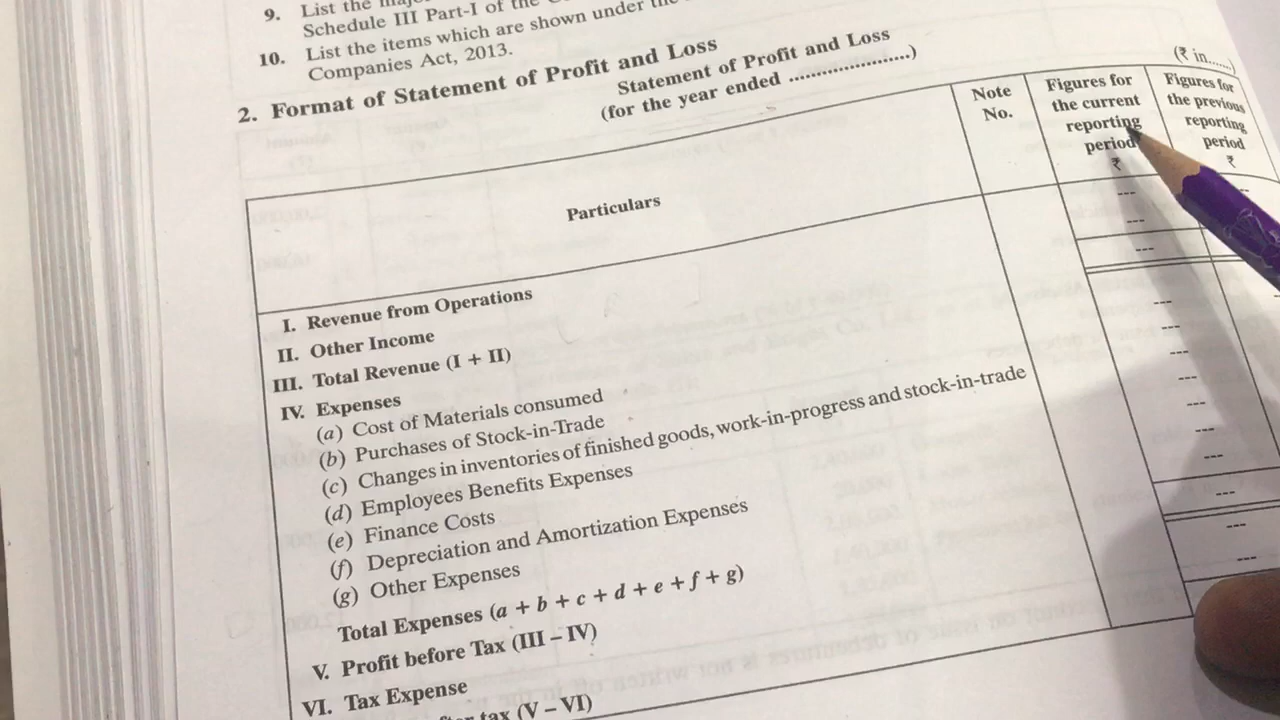 9. List the
Schedule III Part-I of the
10. List the items which are shown under the
Companies Act, 2013.
2. Format of Statement of Profit and Loss
Statement of Profit and Loss
(for the year ended ......................)
(₹ in......)
Particulars
Note
No.
Figures for
the current
reporting
period
₹
Figures for
the previous
reporting
period
₹
I. Revenue from Operations
II. Other Income
III. Total Revenue (I + II)
IV. Expenses
(a) Cost of Materials consumed
(b) Purchases of Stock-in-Trade
(c) Changes in inventories of finished goods, work-in-progress and stock-in-trade
(d) Employees Benefits Expenses
(e) Finance Costs
(f) Depreciation and Amortization Expenses
(g) Other Expenses
Total Expenses (a + b + c + d + e + f + g)
V. Profit before Tax (III – IV)
VI. Tax Expense
tax (V – VI)